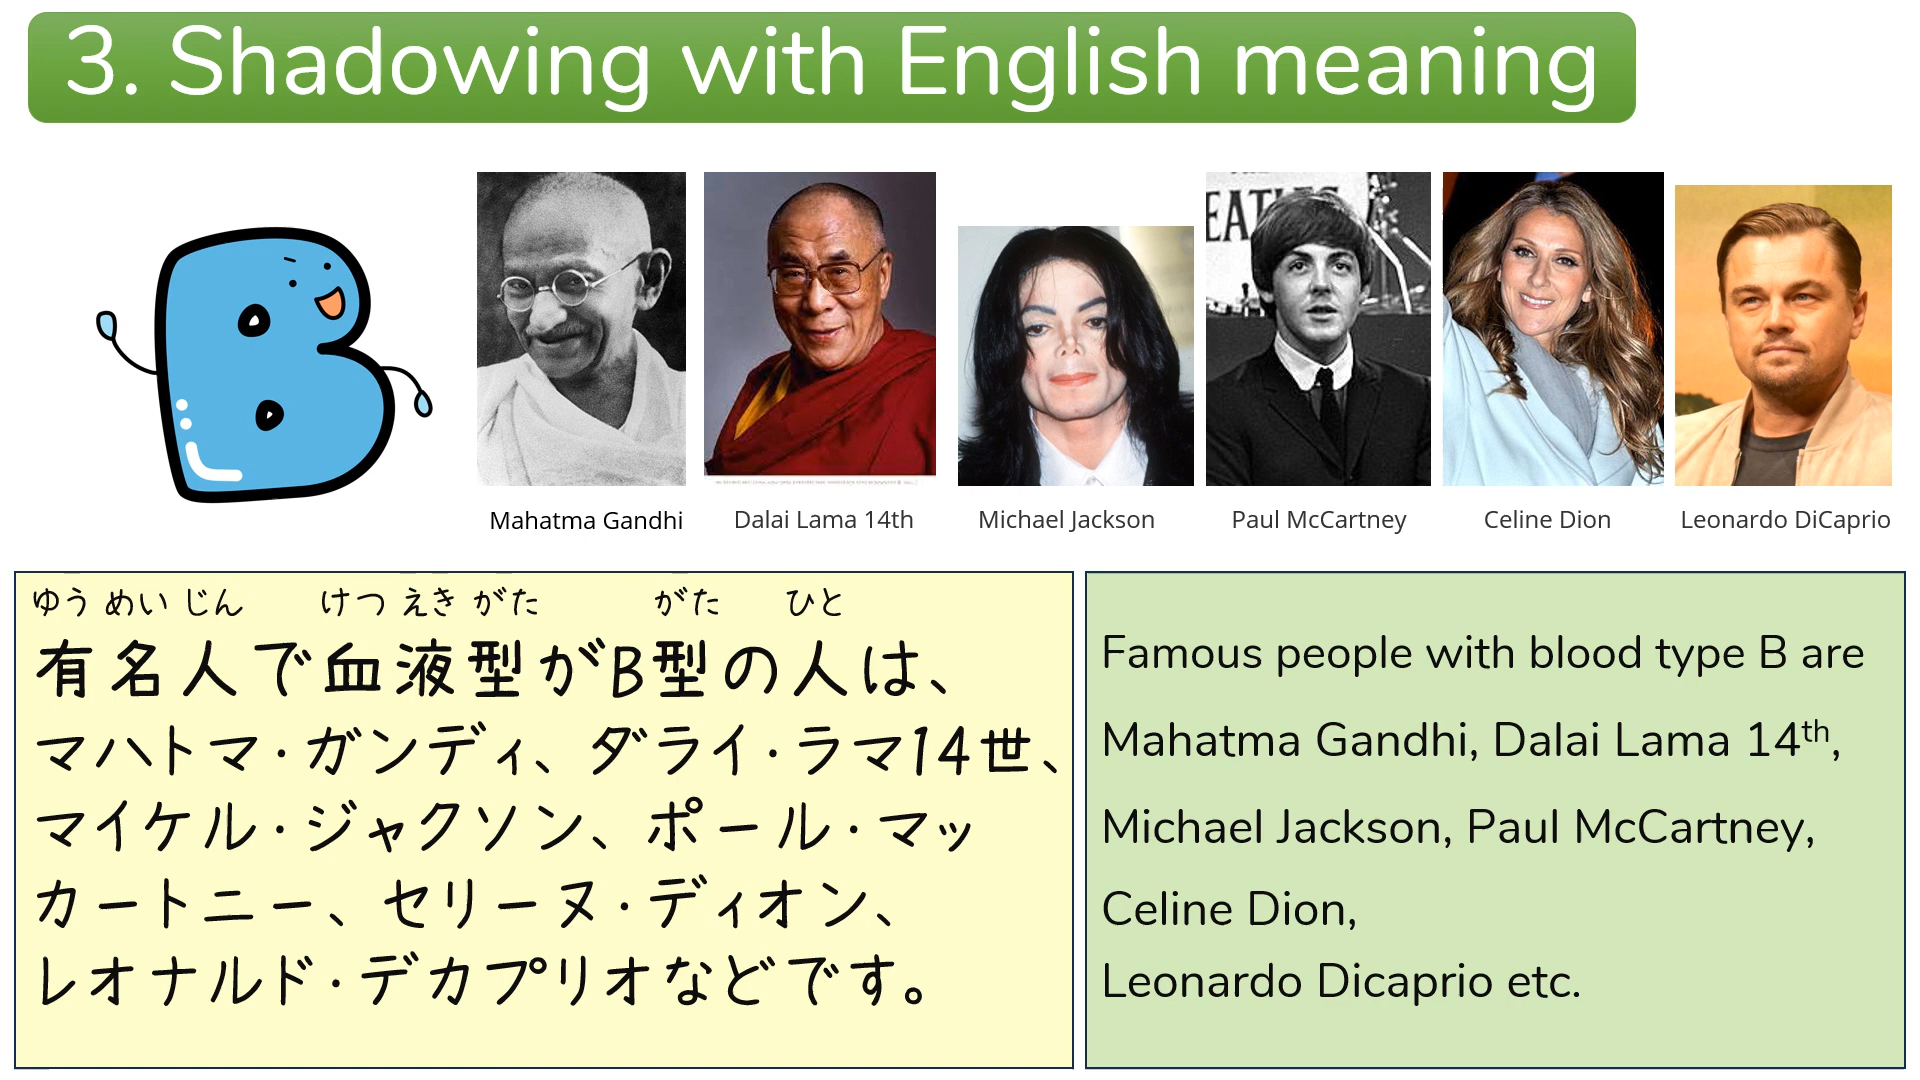 3. Shadowing with English meaning
EATLES
Mahatma Gandhi
Dalai Lama 14th
Michael Jackson
Paul McCartney
Celine Dion
Leonardo DiCaprio
ゆう めい じん けつ えき がた がた ひと
有名人で血液型がB型の人は、
マハトマ・ガンディ、ダライ・ラマ14世、
マイケル・ジャクソン、ポール・マッ
カートニー、セリーヌ・ディオン、
レオナルド・デカプリオなどです。
Famous people with blood type B are
Mahatma Gandhi, Dalai Lama 14th,
Michael Jackson, Paul McCartney,
Celine Dion,
Leonardo Dicaprio etc.